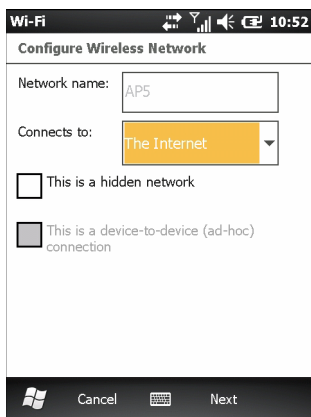 Wi-Fi 10:52
Configure Wireless Network
Network name: AP5
Connects to: The Internet
This is a hidden network
This is a device-to-device (ad-hoc)
connection
Cancel Next